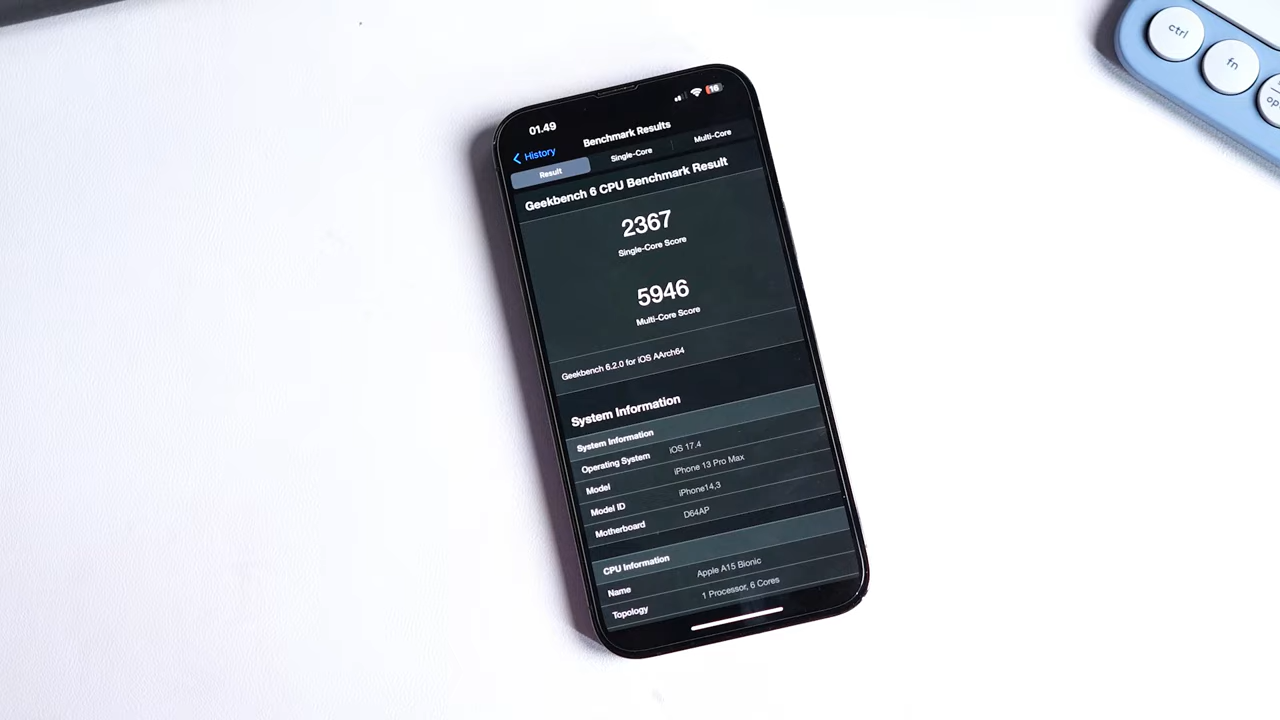 01.49
16
History
Benchmark Results
Result
Single-Core
Multi-Core
Geekbench 6 CPU Benchmark Result
2367
Single-Core Score
5946
Multi-Core Score
Geekbench 6.2.0 for iOS AArch64
System Information
System Information
Operating System iOS 17.4
Model iPhone 13 Pro Max
Model ID iPhone14,3
Motherboard D64AP
CPU Information
Name Apple A15 Bionic
Topology 1 Processor, 6 Cores
ctrl
fn